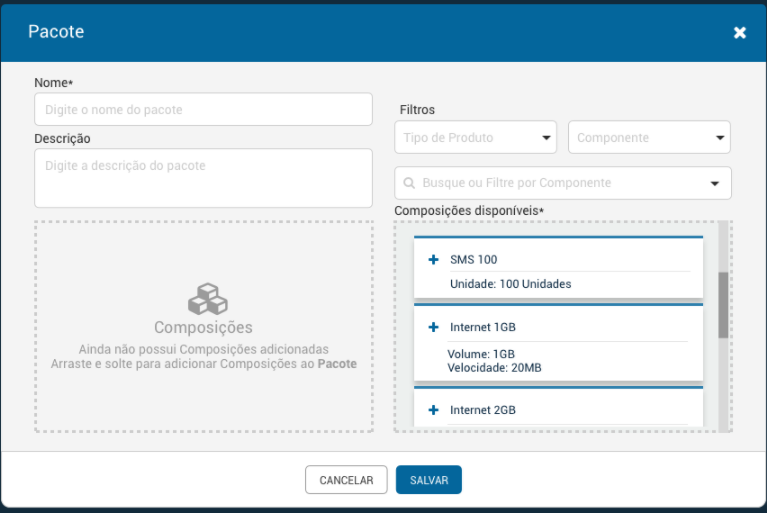 Pacote
Nome*
Digite o nome do pacote
Descrição
Digite a descrição do pacote
Composições
Ainda não possui Composições adicionadas
Arraste e solte para adicionar Composições ao Pacote
Filtros
Tipo de Produto
Componente
Busque ou Filtre por Componente
Composições disponíveis*
SMS 100
Unidade: 100 Unidades
Internet 1GB
Volume: 1GB
Velocidade: 20MB
Internet 2GB
CANCELAR
SALVAR